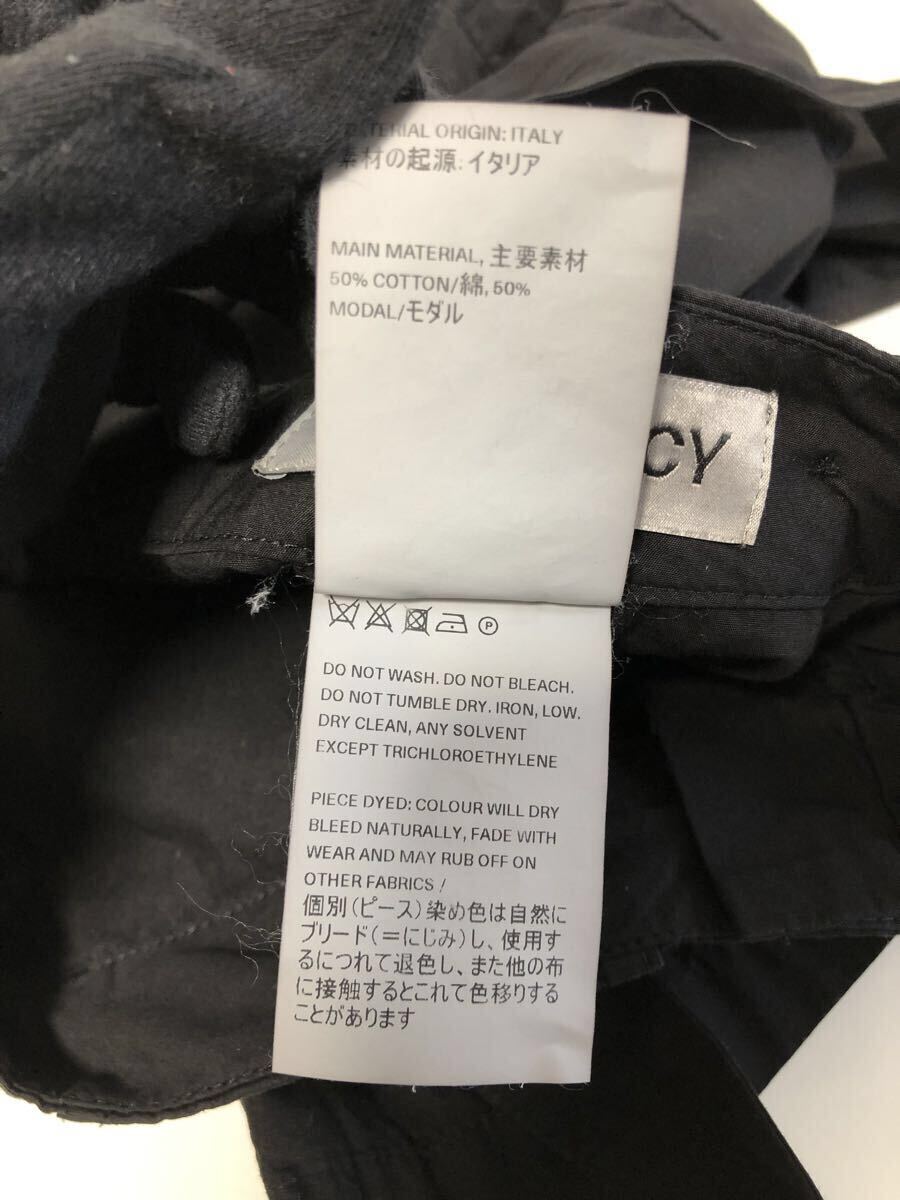 MATERIAL ORIGIN: ITALY
素材の起源: イタリア
MAIN MATERIAL, 主要素材
50% COTTON/綿, 50%
MODAL/モダル
CY
P
DO NOT WASH. DO NOT BLEACH.
DO NOT TUMBLE DRY. IRON, LOW.
DRY CLEAN, ANY SOLVENT
EXCEPT TRICHLOROETHYLENE
PIECE DYED: COLOUR WILL DRY
BLEED NATURALLY, FADE WITH
WEAR AND MAY RUB OFF ON
OTHER FABRICS /
個別(ピース)染め色は自然に
ブリード(=にじみ)し、使用す
るにつれて退色し、また他の布
に接触するとこれて色移りする
ことがあります